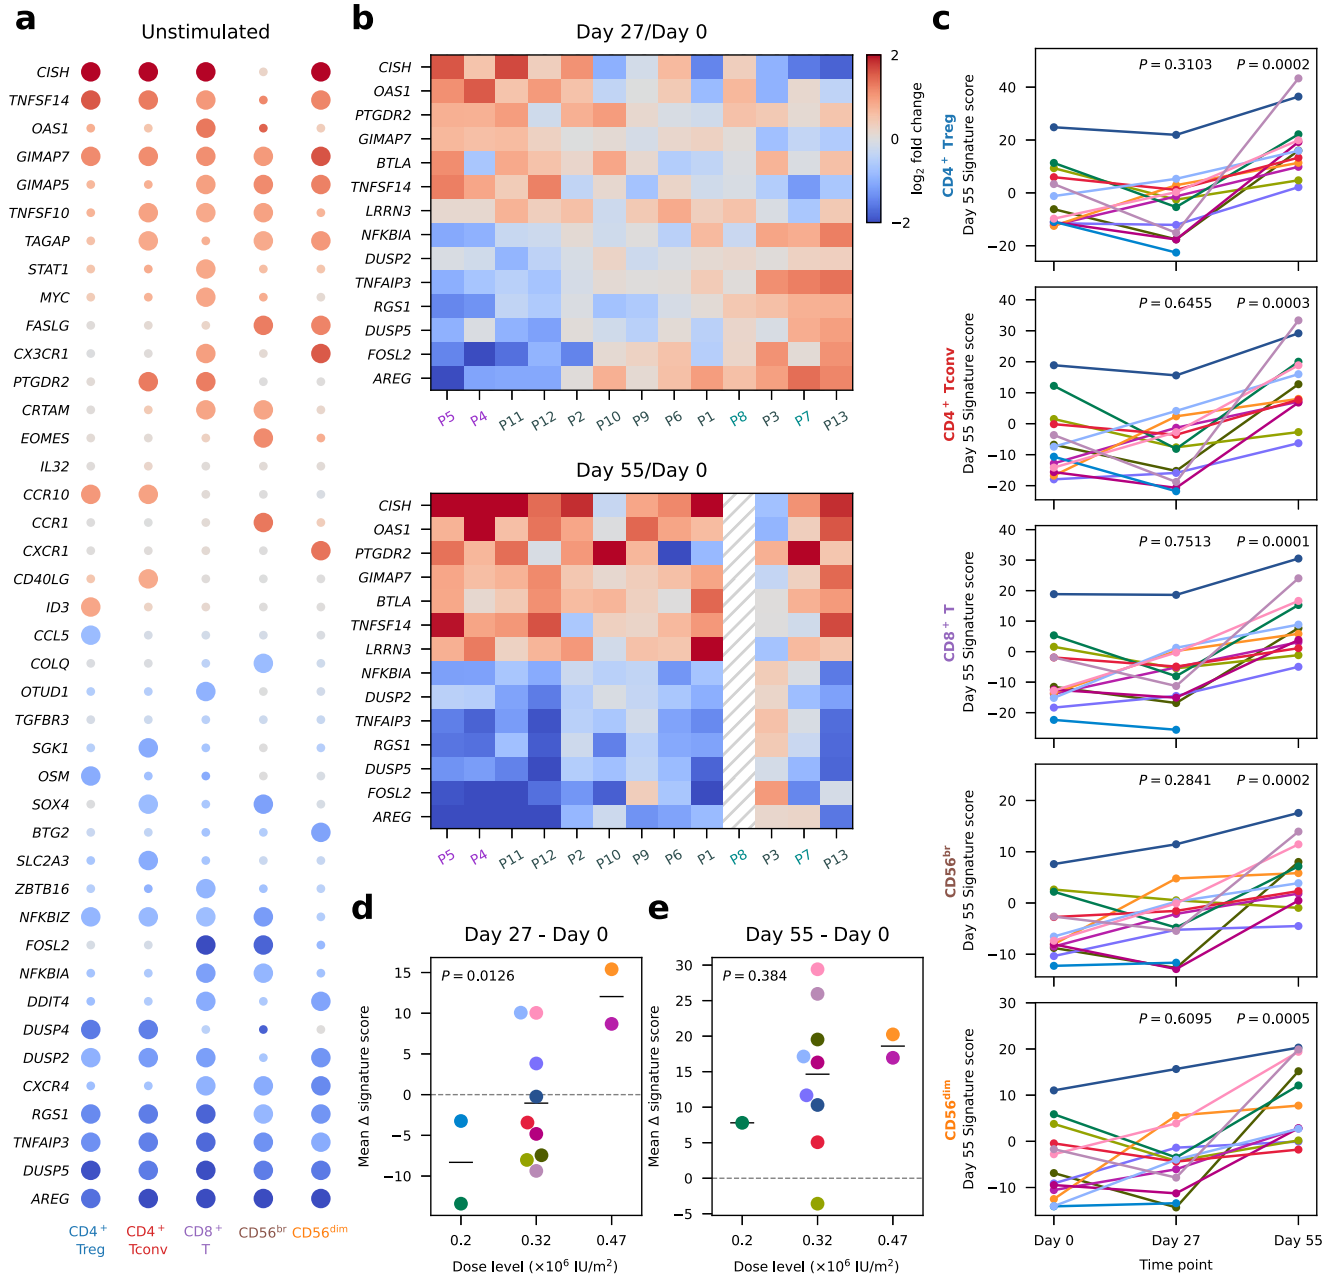 a
Unstimulated
CISH
TNFSF14
OAS1
GIMAP7
GIMAP5
TNFSF10
TAGAP
STAT1
MYC
FASLG
CX3CR1
PTGDR2
CRTAM
EOMES
IL32
CCR10
CCR1
CXCR1
CD40LG
ID3
CCL5
COLQ
OTUD1
TGFBR3
SGK1
OSM
SOX4
BTG2
SLC2A3
ZBTB16
NFKBIZ
FOSL2
NFKBIA
DDIT4
DUSP4
DUSP2
CXCR4
RGS1
TNFAIP3
DUSP5
AREG
CD4⁺ Treg
CD4⁺ Tconv
CD8⁺ T
CD56ᵇʳ
CD56ᵈⁱᵐ
b
Day 27/Day 0
CISH
OAS1
PTGDR2
GIMAP7
BTLA
TNFSF14
LRRN3
NFKBIA
DUSP2
TNFAIP3
RGS1
DUSP5
FOSL2
AREG
P5 P4 P11 P12 P2 P10 P9 P6 P1 P8 P3 P7 P13
2
0
−2
log₂ fold change
Day 55/Day 0
CISH
OAS1
PTGDR2
GIMAP7
BTLA
TNFSF14
LRRN3
NFKBIA
DUSP2
TNFAIP3
RGS1
DUSP5
FOSL2
AREG
P5 P4 P11 P12 P2 P10 P9 P6 P1 P8 P3 P7 P13
c
P = 0.3103 P = 0.0002
CD4⁺ Treg
Day 55 Signature score
40
20
0
−20
P = 0.6455 P = 0.0003
CD4⁺ Tconv
Day 55 Signature score
40
30
20
10
0
−10
−20
P = 0.7513 P = 0.0001
CD8⁺ T
Day 55 Signature score
40
30
20
10
0
−10
−20
P = 0.2841 P = 0.0002
CD56ᵇʳ
Day 55 Signature score
20
10
0
−10
P = 0.6095 P = 0.0005
CD56ᵈⁱᵐ
Day 55 Signature score
30
20
10
0
−10
Day 0 Day 27 Day 55
Time point
d
Day 27 - Day 0
P = 0.0126
Mean Δ signature score
15
10
5
0
−5
−10
0.2 0.32 0.47
Dose level (×10⁶ IU/m²)
e
Day 55 - Day 0
P = 0.384
Mean Δ signature score
30
25
20
15
10
5
0
−5
0.2 0.32 0.47
Dose level (×10⁶ IU/m²)